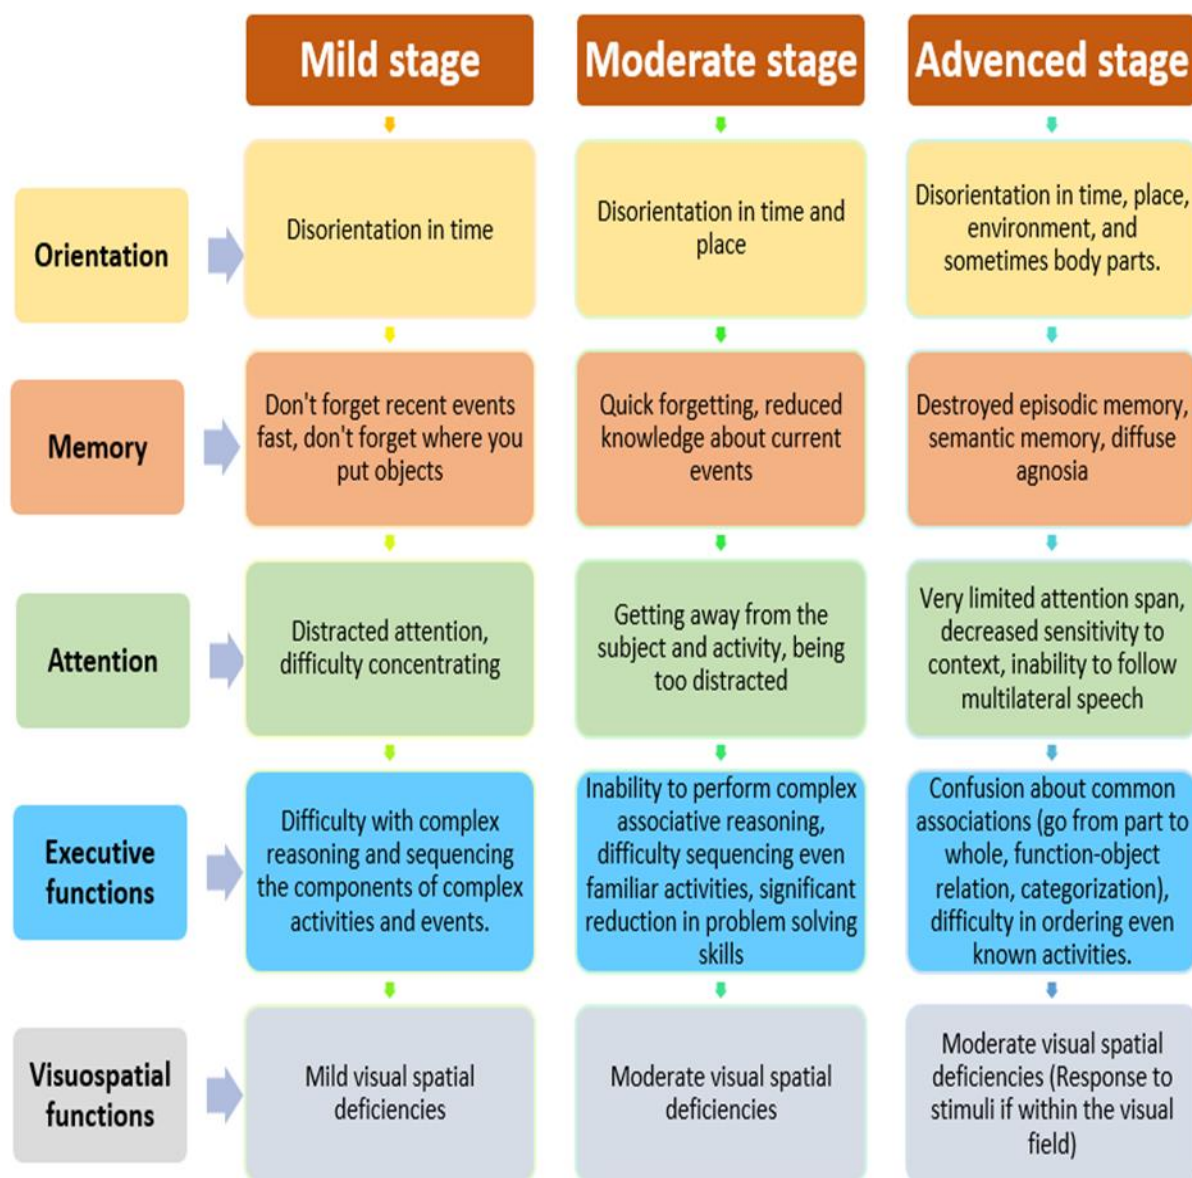 Mild stage
Moderate stage
Advenced stage
Orientation
Disorientation in time
Disorientation in time and
place
Disorientation in time, place,
environment, and
sometimes body parts.
Memory
Don't forget recent events
fast, don't forget where you
put objects
Quick forgetting, reduced
knowledge about current
events
Destroyed episodic memory,
semantic memory, diffuse
agnosia
Attention
Distracted attention,
difficulty concentrating
Getting away from the
subject and activity, being
too distracted
Very limited attention span,
decreased sensitivity to
context, inability to follow
multilateral speech
Executive
functions
Difficulty with complex
reasoning and sequencing
the components of complex
activities and events.
Inability to perform complex
associative reasoning,
difficulty sequencing even
familiar activities, significant
reduction in problem solving
skills
Confusion about common
associations (go from part to
whole, function-object
relation, categorization),
difficulty in ordering even
known activities.
Visuospatial
functions
Mild visual spatial
deficiencies
Moderate visual spatial
deficiencies
Moderate visual spatial
deficiencies (Response to
stimuli if within the visual
field)